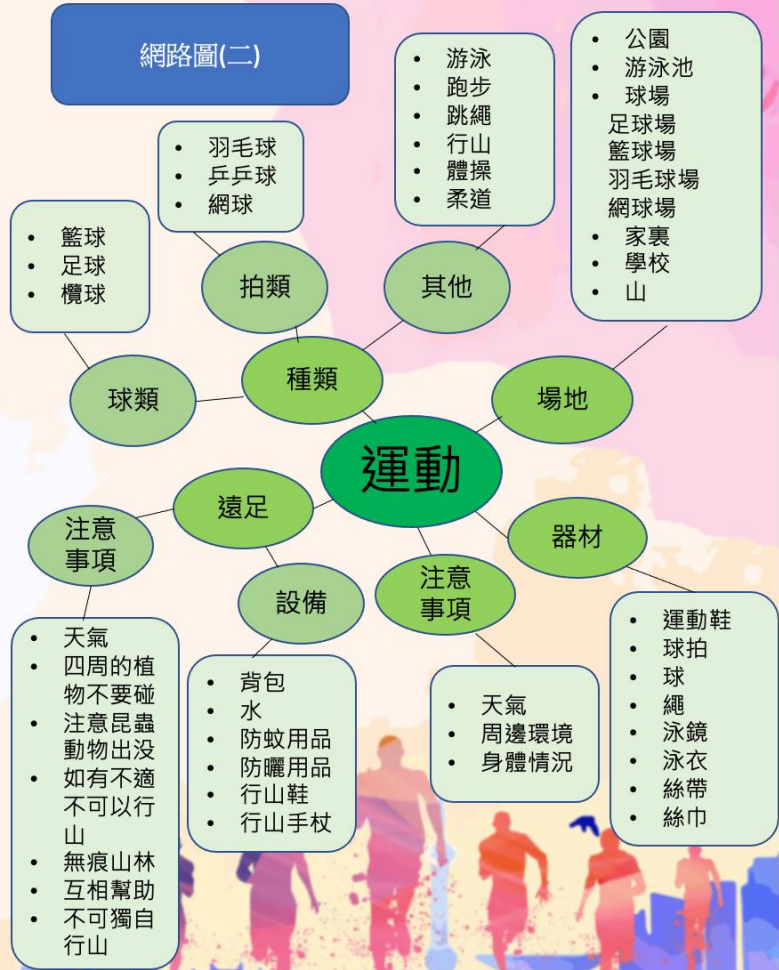 網路圖(二)
• 游泳
• 跑步
• 跳繩
• 行山
• 體操
• 柔道
• 公園
• 游泳池
• 球場
足球場
籃球場
羽毛球場
網球場
• 家裏
• 學校
• 山
• 羽毛球
• 乒乒球
• 網球
• 籃球
• 足球
• 欖球
拍類
其他
種類
球類
場地
運動
遠足
注意
事項
設備
注意
事項
器材
• 天氣
• 四周的植
物不要碰
• 注意昆蟲
動物出没
• 如有不適
不可以行
山
• 無痕山林
• 互相幫助
• 不可獨自
行山
• 背包
• 水
• 防蚊用品
• 防曬用品
• 行山鞋
• 行山手杖
• 天氣
• 周邊環境
• 身體情況
• 運動鞋
• 球拍
• 球
• 繩
• 泳鏡
• 泳衣
• 絲帶
• 絲巾